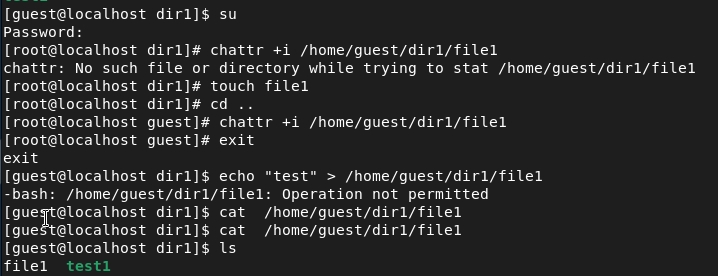 [guest@localhost dir1]$ su
Password:
[root@localhost dir1]# chattr +i /home/guest/dir1/file1
chattr: No such file or directory while trying to stat /home/guest/dir1/file1
[root@localhost dir1]# touch file1
[root@localhost dir1]# cd ..
[root@localhost guest]# chattr +i /home/guest/dir1/file1
[root@localhost guest]# exit
exit
[guest@localhost dir1]$ echo "test" > /home/guest/dir1/file1
-bash: /home/guest/dir1/file1: Operation not permitted
[guest@localhost dir1]$ cat  /home/guest/dir1/file1
[guest@localhost dir1]$ cat  /home/guest/dir1/file1
[guest@localhost dir1]$ ls
file1  test1